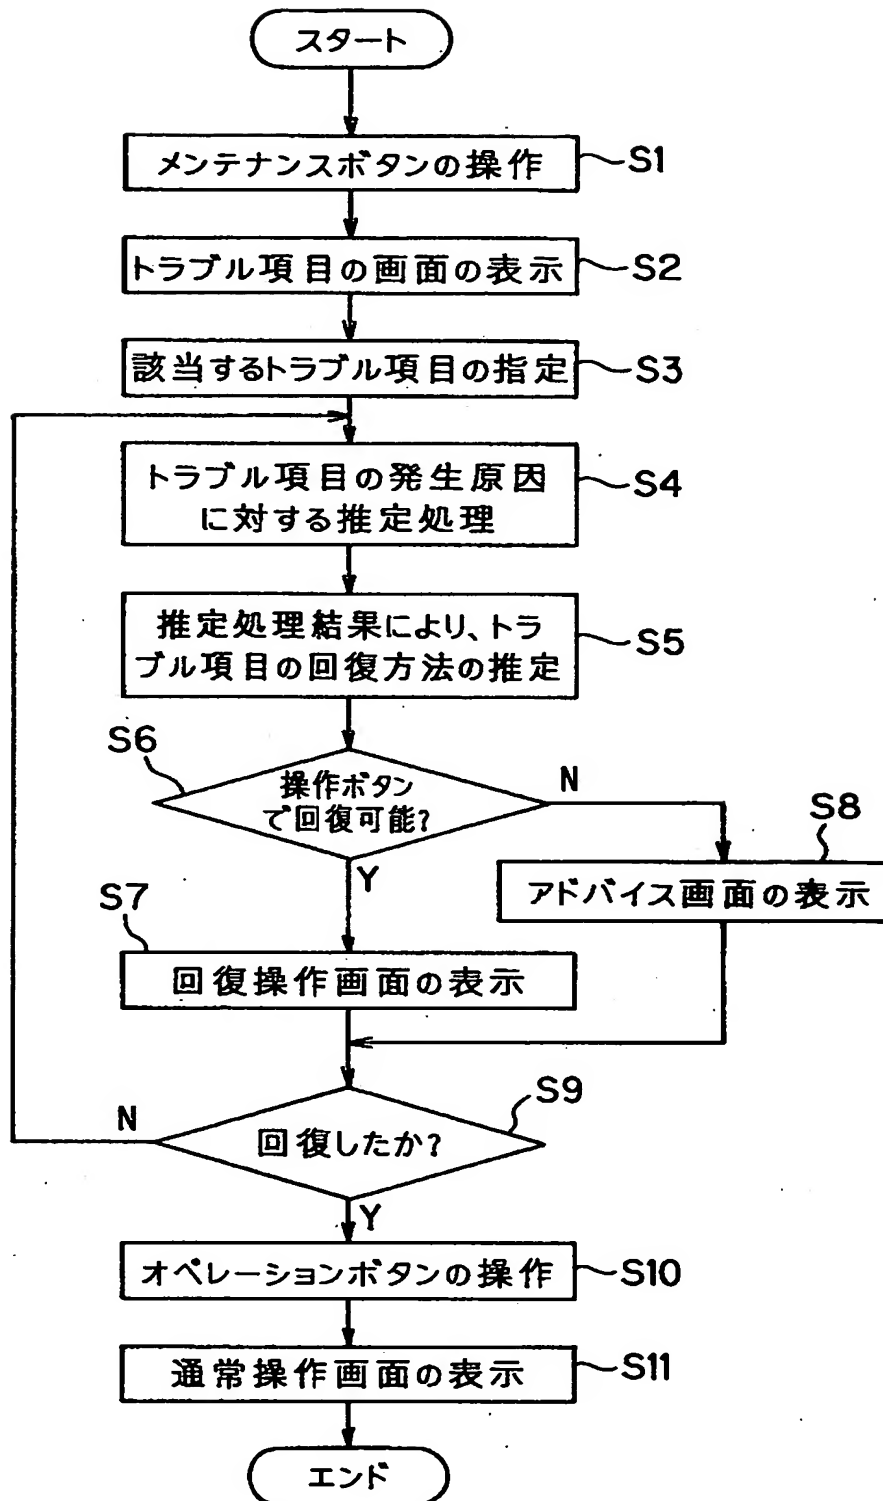 スタート
メンテナンスボタンの操作
S1
トラブル項目の画面の表示
S2
該当するトラブル項目の指定
S3
トラブル項目の発生原因
に対する推定処理
S4
推定処理結果により、トラ
ブル項目の回復方法の推定
S5
S6
操作ボタン
で回復可能?
N
Y
S8
アドバイス画面の表示
S7
回復操作画面の表示
S9
回復したか?
N
Y
オペレーションボタンの操作
S10
通常操作画面の表示
S11
エンド